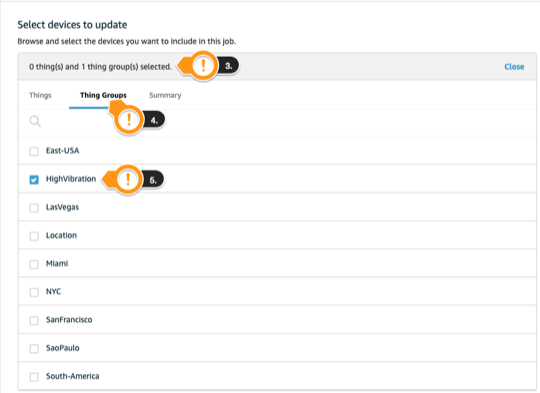 Select devices to update
Browse and select the devices you want to include in this job.
0 thing(s) and 1 thing group(s) selected. ! 3. Close
Things Thing Groups Summary
! 4.
East-USA
HighVibration ! 5.
LasVegas
Location
Miami
NYC
SanFrancisco
SaoPaulo
South-America